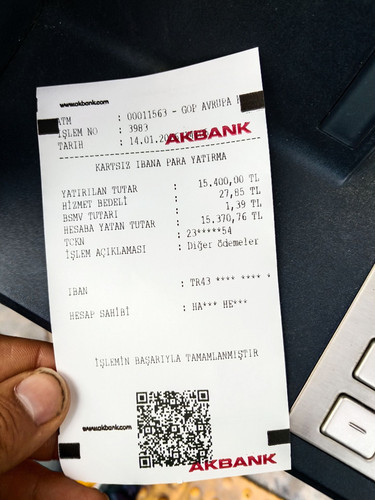 www.akbank.com
ATM : 00011563 - GOP AVRUPA
İŞLEM NO : 3983
TARİH : 14.01.20
AKBANK
KARTSIZ IBANA PARA YATIRMA
YATIRILAN TUTAR : 15.400,00 TL
HİZMET BEDELİ : 27,85 TL
BSMV TUTARI : 1,39 TL
HESABA YATAN TUTAR : 15.370,76 TL
TCKN : 23*****54
İŞLEM AÇIKLAMASI : Diğer Ödemeler
IBAN : TR43 **** **** *
HESAP SAHİBİ : HA*** HE***
İŞLEMİN BAŞARIYLA TAMAMLANMIŞTIR
www.akbank.com
AKBANK